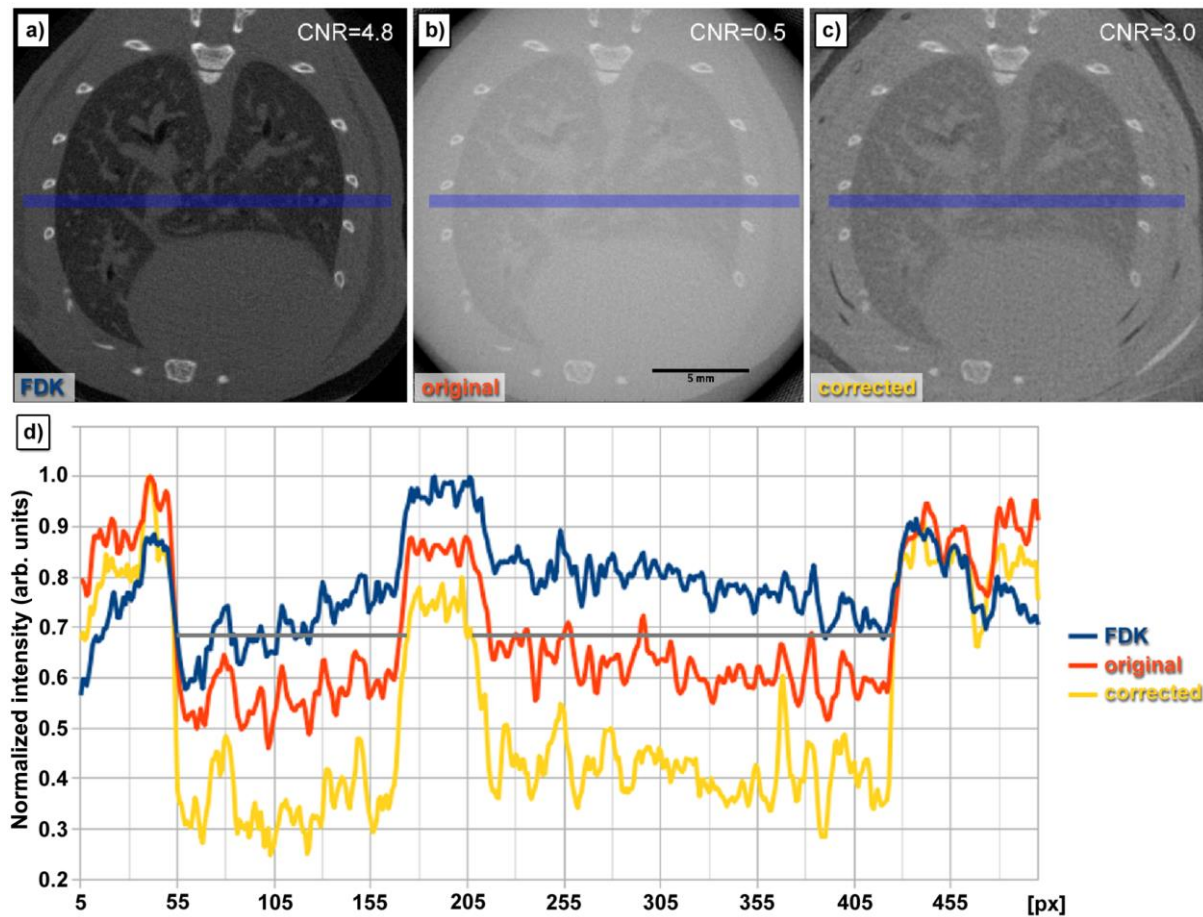 a) CNR=4.8
b) CNR=0.5
c) CNR=3.0
FDK
original
5 mm
corrected
d)
Normalized intensity (arb. units)
1.0
0.9
0.8
0.7
0.6
0.5
0.4
0.3
0.2
5 55 105 155 205 255 305 355 405 455 [px]
FDK
original
corrected